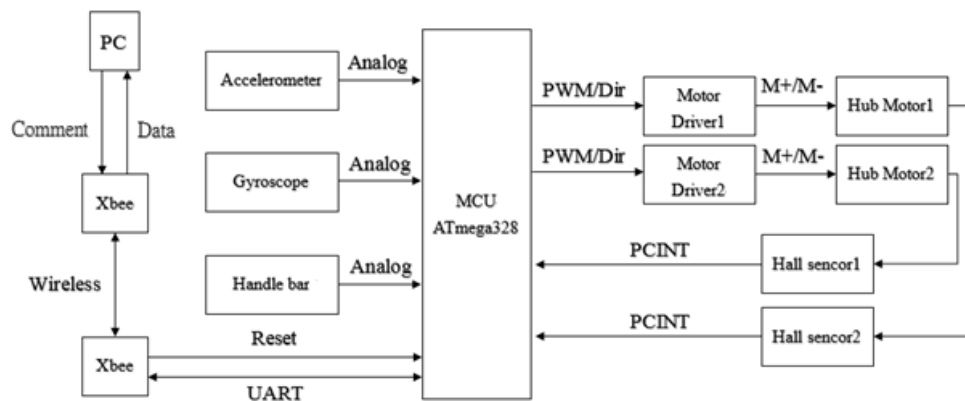 PC
Comment
Data
Xbee
Wireless
Xbee
Accelerometer
Analog
Gyroscope
Analog
Handle bar
Analog
Reset
UART
MCU
ATmega328
PWM/Dir
Motor
Driver1
M+/M-
Hub Motor1
PWM/Dir
Motor
Driver2
M+/M-
Hub Motor2
PCINT
Hall sencor1
PCINT
Hall sencor2